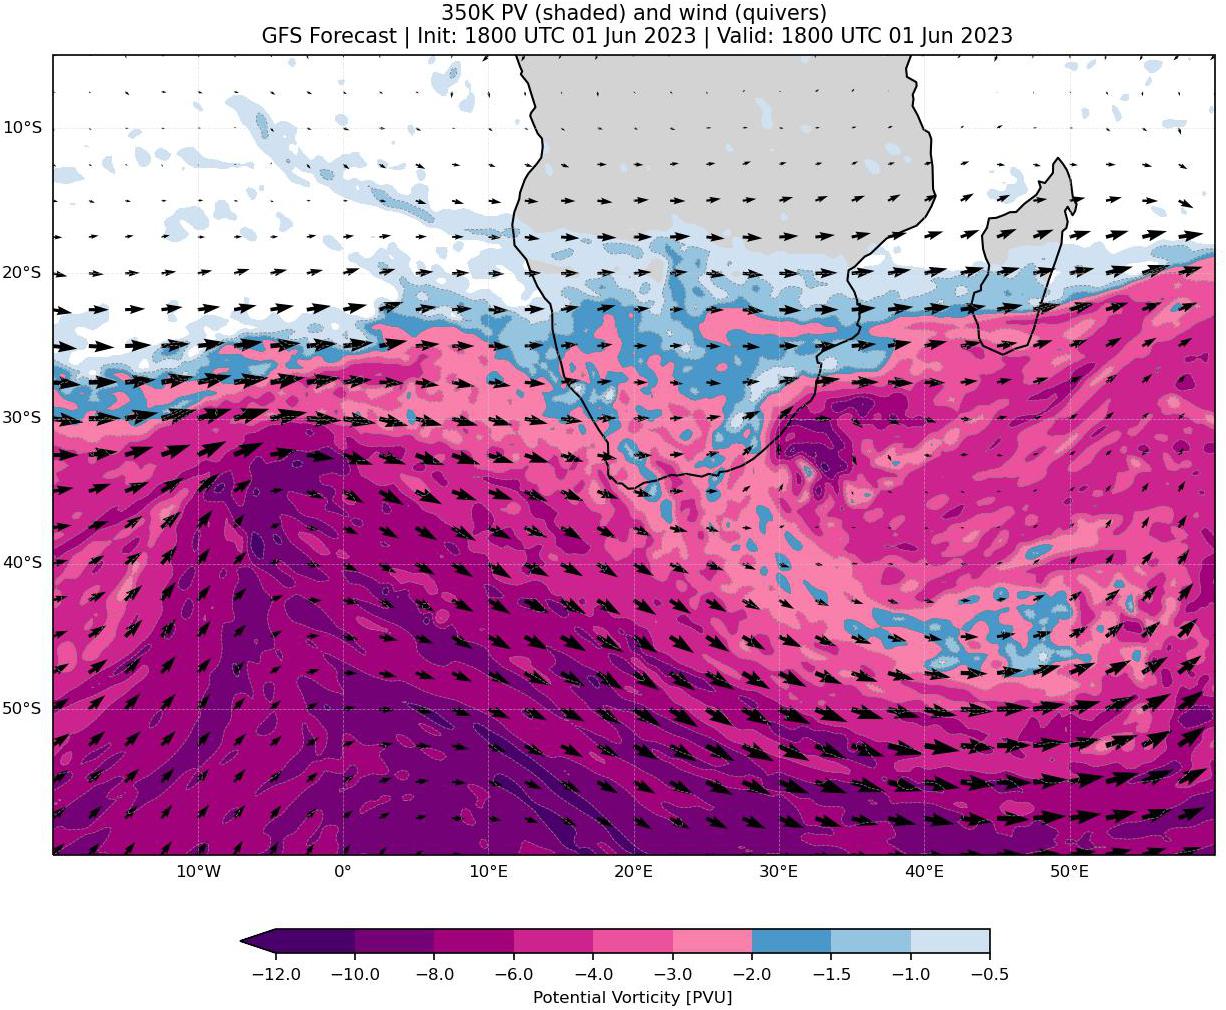 350K PV (shaded) and wind (quivers)
GFS Forecast | Init: 1800 UTC 01 Jun 2023 | Valid: 1800 UTC 01 Jun 2023
10°S
20°S
30°S
40°S
50°S
10°W 0° 10°E 20°E 30°E 40°E 50°E
−12.0 −10.0 −8.0 −6.0 −4.0 −3.0 −2.0 −1.5 −1.0 −0.5
Potential Vorticity [PVU]